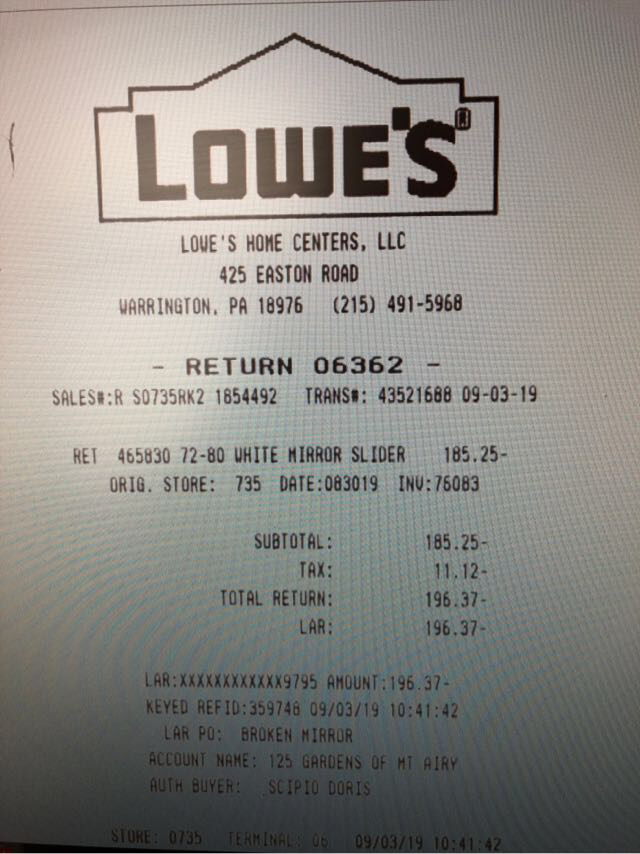 LOWE'S®
LOWE'S HOME CENTERS, LLC
425 EASTON ROAD
WARRINGTON, PA 18976 (215) 491-5968
- RETURN 06362 -
SALES#:R S0735RK2 1854492 TRANS#: 43521688 09-03-19
RET 465830 72-80 WHITE MIRROR SLIDER 185.25-
ORIG. STORE: 735 DATE:083019 INV:76083
SUBTOTAL: 185.25-
TAX: 11.12-
TOTAL RETURN: 196.37-
LAR: 196.37-
LAR:XXXXXXXXXXXX9795 AMOUNT:196.37-
KEYED REFID:359748 09/03/19 10:41:42
LAR PO: BROKEN MIRROR
ACCOUNT NAME: 125 GARDENS OF MT AIRY
AUTH BUYER: SCIPIO DORIS
STORE: 0735 TERMINAL: 06 09/03/19 10:41:42